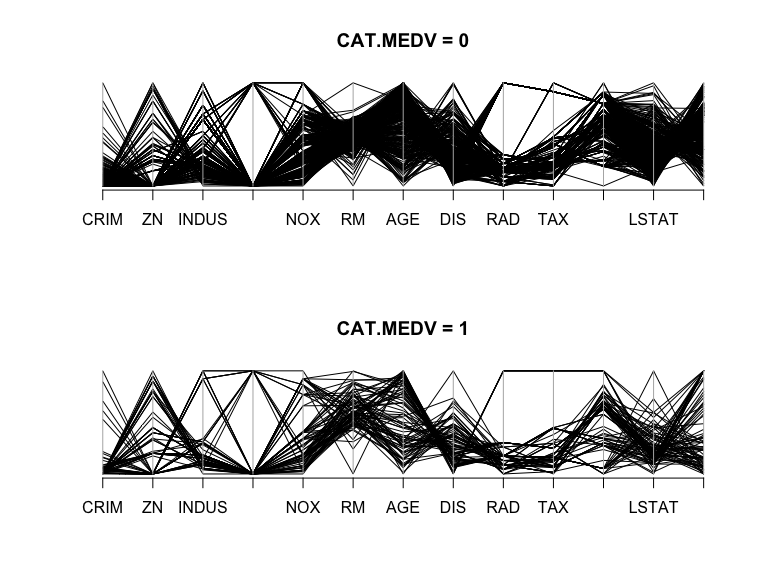 CAT.MEDV = 0
CRIM ZN INDUS NOX RM AGE DIS RAD TAX LSTAT
CAT.MEDV = 1
CRIM ZN INDUS NOX RM AGE DIS RAD TAX LSTAT